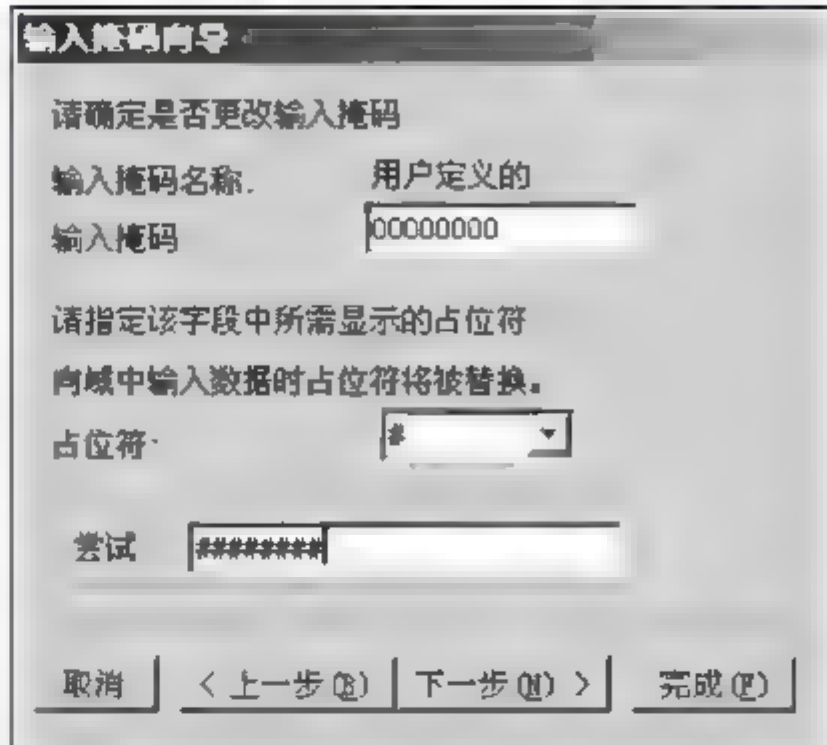 输入掩码向导
请确定是否更改输入掩码
输入掩码名称. 用户定义的
输入掩码 00000000
请指定该字段中所需显示的占位符
向域中输入数据时占位符将被替换。
占位符· #
尝试 ########
取消 < 上一步(B) 下一步(N) > 完成(F)